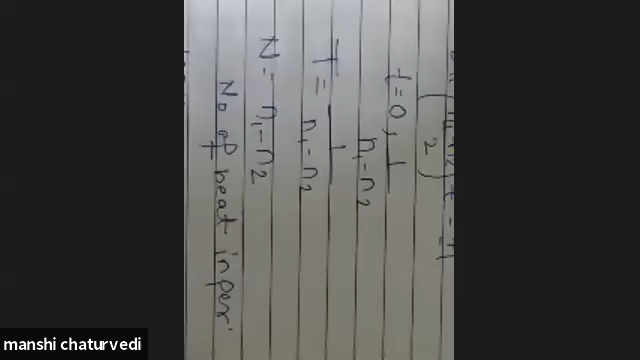 t = 0, 1/(n₁-n₂)
T = 1/(n₁-n₂)
N = n₁-n₂
No of beat in per
manshi chaturvedi